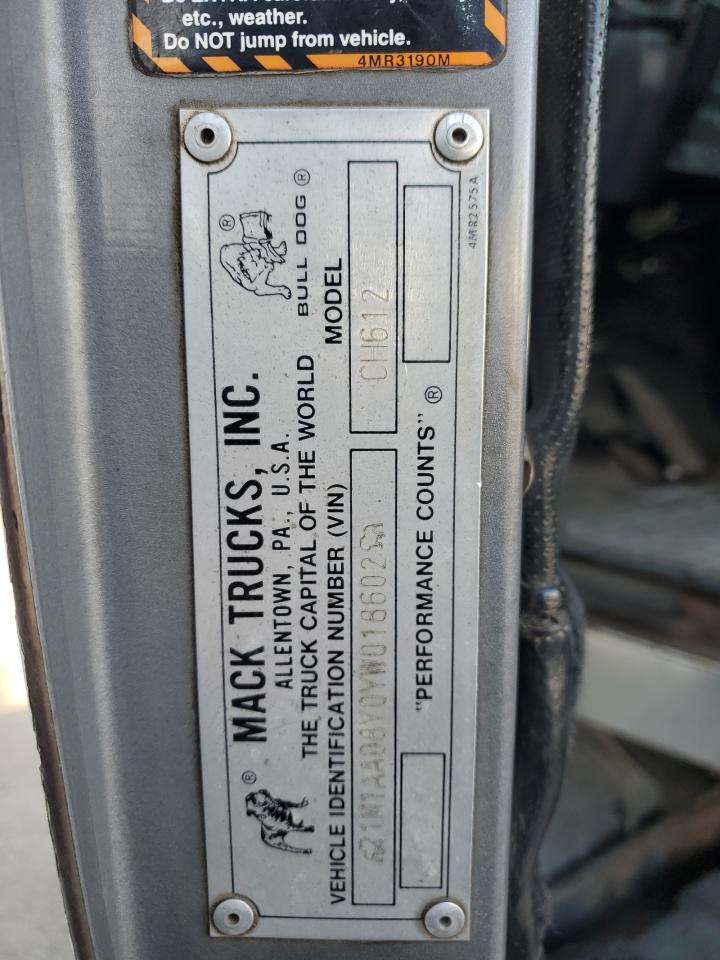 etc., weather.
Do NOT jump from vehicle.
4MR3190M
MACK TRUCKS, INC.
ALLENTOWN, PA., U.S.A.
THE TRUCK CAPITAL OF THE WORLD
BULL DOG ®
®
®
VEHICLE IDENTIFICATION NUMBER (VIN)
MODEL
1M1AA08Y0YW018602
CH612
"PERFORMANCE COUNTS" ®
4MR2575A